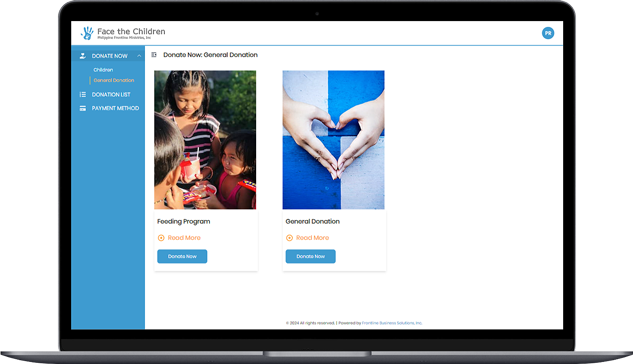 Face the Children
Philippine Frontline Ministries, Inc.
PR
DONATE NOW
Donate Now: General Donation
Children
General Donation
DONATION LIST
PAYMENT METHOD
Feeding Program
General Donation
Read More
Read More
Donate Now
Donate Now
© 2024 All rights reserved. | Powered by Frontline Business Solutions, Inc.